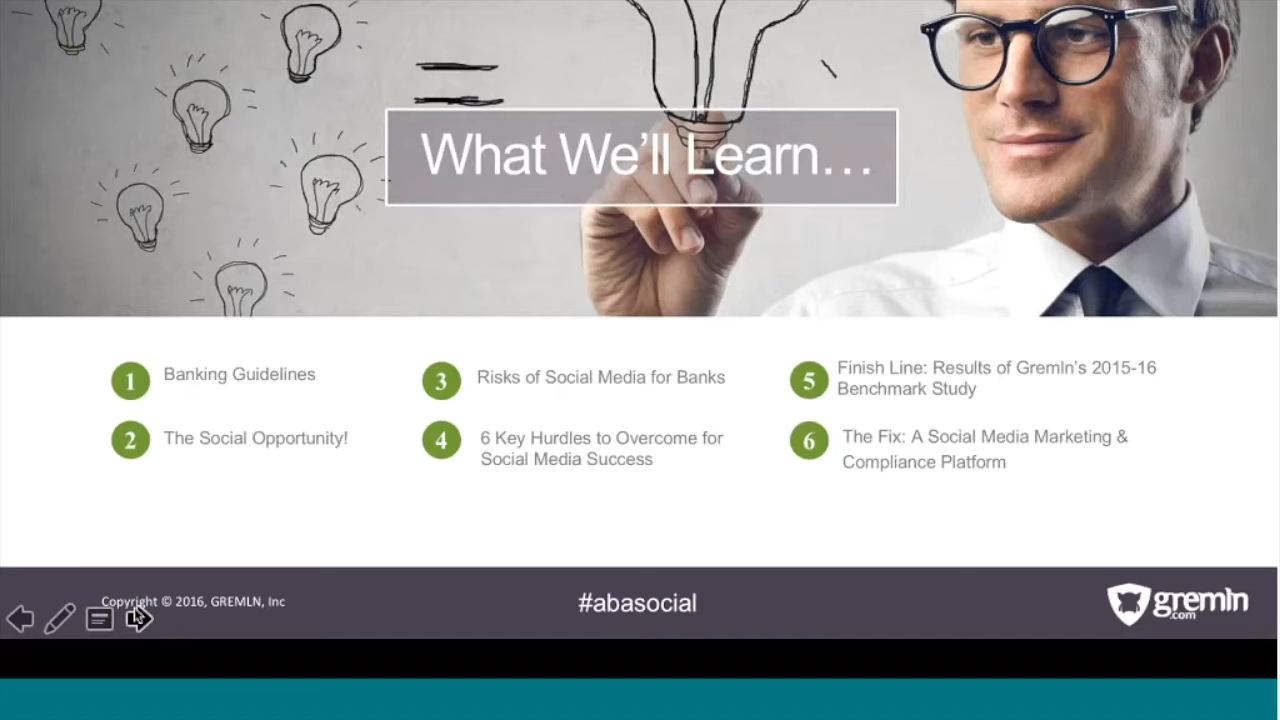 What We'll Learn…
1 Banking Guidelines
2 The Social Opportunity!
3 Risks of Social Media for Banks
4 6 Key Hurdles to Overcome for
Social Media Success
5 Finish Line: Results of Gremln's 2015-16
Benchmark Study
6 The Fix: A Social Media Marketing &
Compliance Platform
Copyright © 2016, GREMLN, Inc
#abasocial
gremln
.com